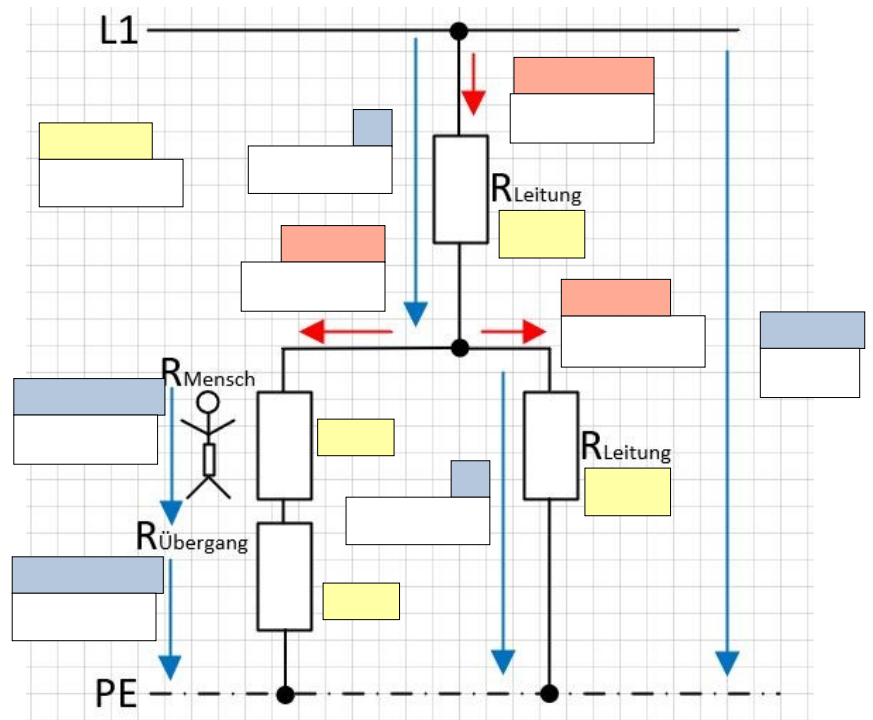 L1
RLeitung
RMensch
RLeitung
RÜbergang
PE